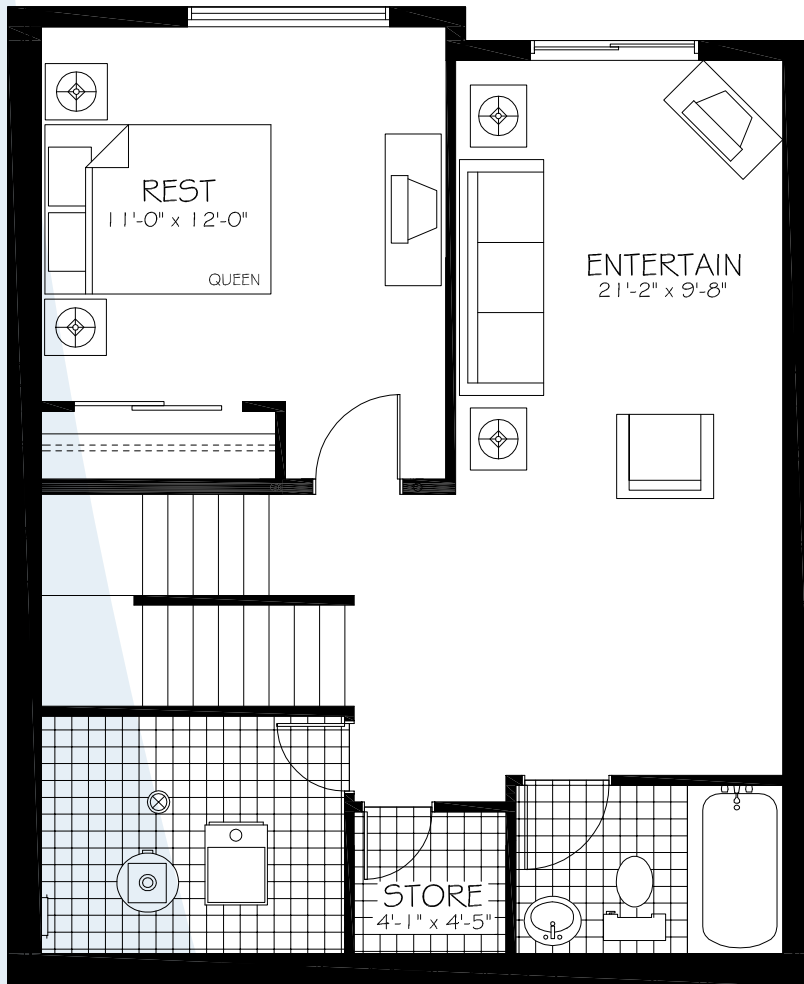 REST
11'-0" x 12'-0"
QUEEN
ENTERTAIN
21'-2" x 9'-8"
STORE
4'-1" x 4'-5"